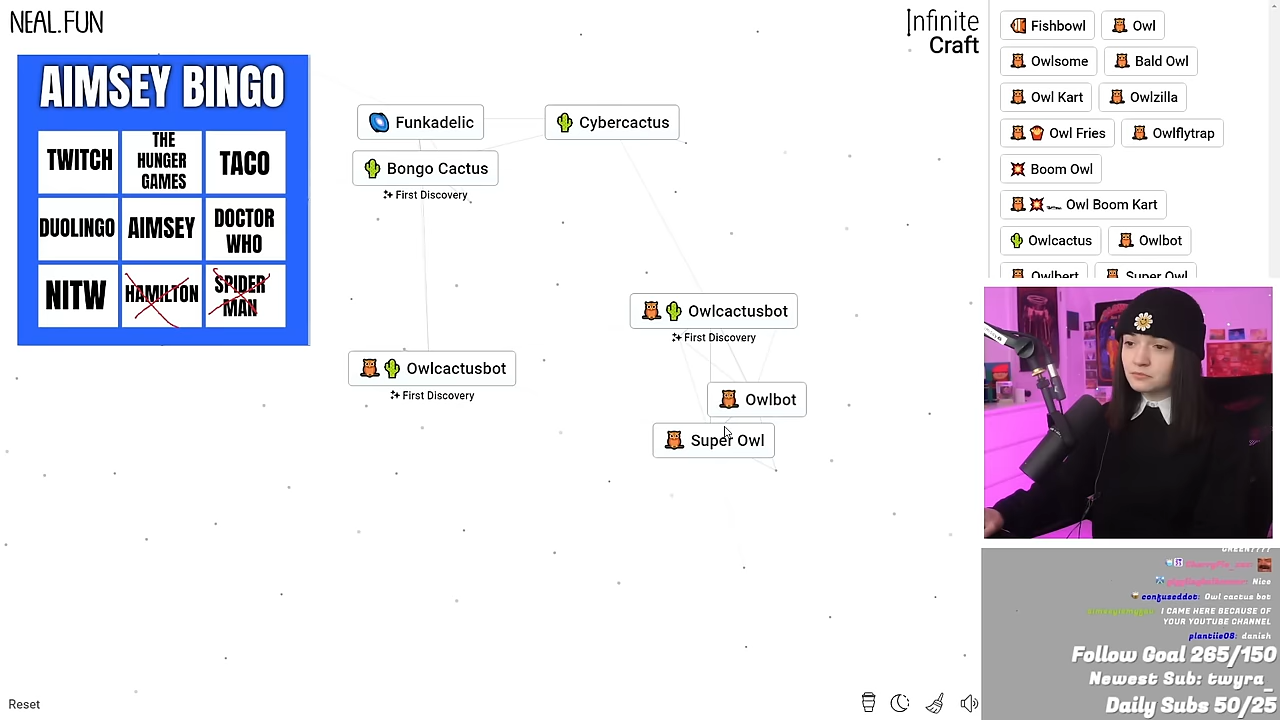 NEAL.FUN
Infinite
Craft
AIMSEY BINGO
TWITCH
THE
HUNGER
GAMES
TACO
DUOLINGO
AIMSEY
DOCTOR
WHO
NITW
HAMILTON
SPIDER
MAN
Funkadelic
Cybercactus
Bongo Cactus
First Discovery
Owlcactusbot
First Discovery
Owlcactusbot
First Discovery
Owlbot
Super Owl
Reset
Fishbowl
Owl
Owlsome
Bald Owl
Owl Kart
Owlzilla
Owl Fries
Owlflytrap
Boom Owl
Owl Boom Kart
Owlcactus
Owlbot
Owlbert
Super Owl
Nice
confuseddot: Owl cactus bot
I CAME HERE BECAUSE OF
YOUR YOUTUBE CHANNEL
plantiie08: danish
Follow Goal 265/150
Newest Sub: twyra_
Daily Subs 50/25